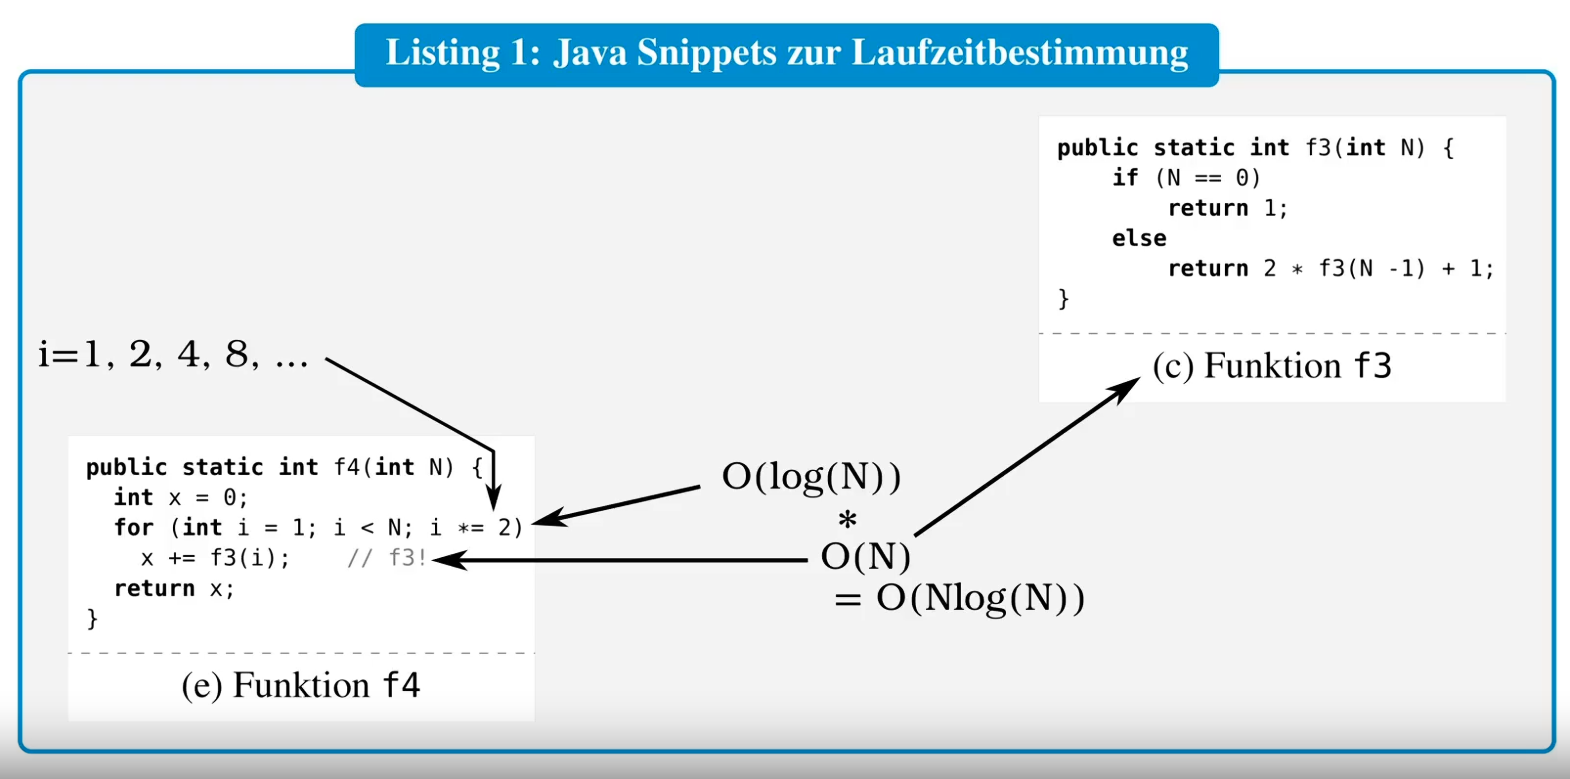 Listing 1: Java Snippets zur Laufzeitbestimmung
public static int f3(int N) {
if (N == 0)
return 1;
else
return 2 * f3(N -1) + 1;
}
(c) Funktion f3
i=1, 2, 4, 8, ...
public static int f4(int N) {
int x = 0;
for (int i = 1; i < N; i *= 2)
x += f3(i);    // f3!
return x;
}
(e) Funktion f4
O(log(N))
*
O(N)
= O(Nlog(N))